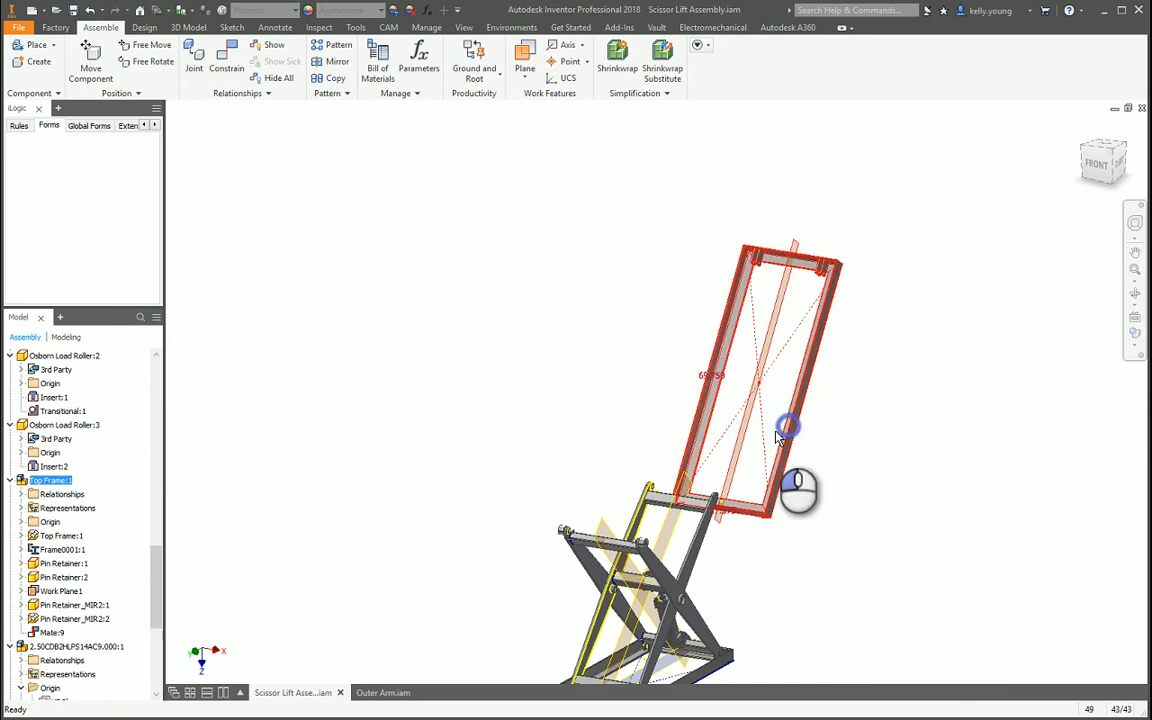 Autodesk Inventor Professional 2018 Scissor Lift Assembly.iam
Search Help & Commands...
kelly.young
File Factory Assemble Design 3D Model Sketch Annotate Inspect Tools CAM Manage View Environments Get Started Add-Ins Vault Electromechanical Autodesk A360
Place
Create
Component
Move Component
Free Move
Free Rotate
Position
Joint
Constrain
Show
Show Sick
Hide All
Relationships
Pattern
Mirror
Copy
Pattern
Bill of Materials
Parameters
Manage
Ground and Root
Productivity
Plane
Axis
Point
UCS
Work Features
Shrinkwrap
Shrinkwrap Substitute
Simplification
iLogic
Rules Forms Global Forms Exten
Model
Assembly Modeling
Osborn Load Roller:2
3rd Party
Origin
Insert:1
Transitional:1
Osborn Load Roller:3
3rd Party
Origin
Insert:2
Top Frame:1
Relationships
Representations
Origin
Top Frame:1
Frame0001:1
Pin Retainer:1
Pin Retainer:2
Work Plane1
Pin Retainer_MIR2:1
Pin Retainer_MIR2:2
Mate:9
2.50CDB2HLPS14AC9.000:1
Relationships
Representations
Origin
FRONT
X
Z
Scissor Lift Asse...iam
Outer Arm.iam
Ready
49 43/43